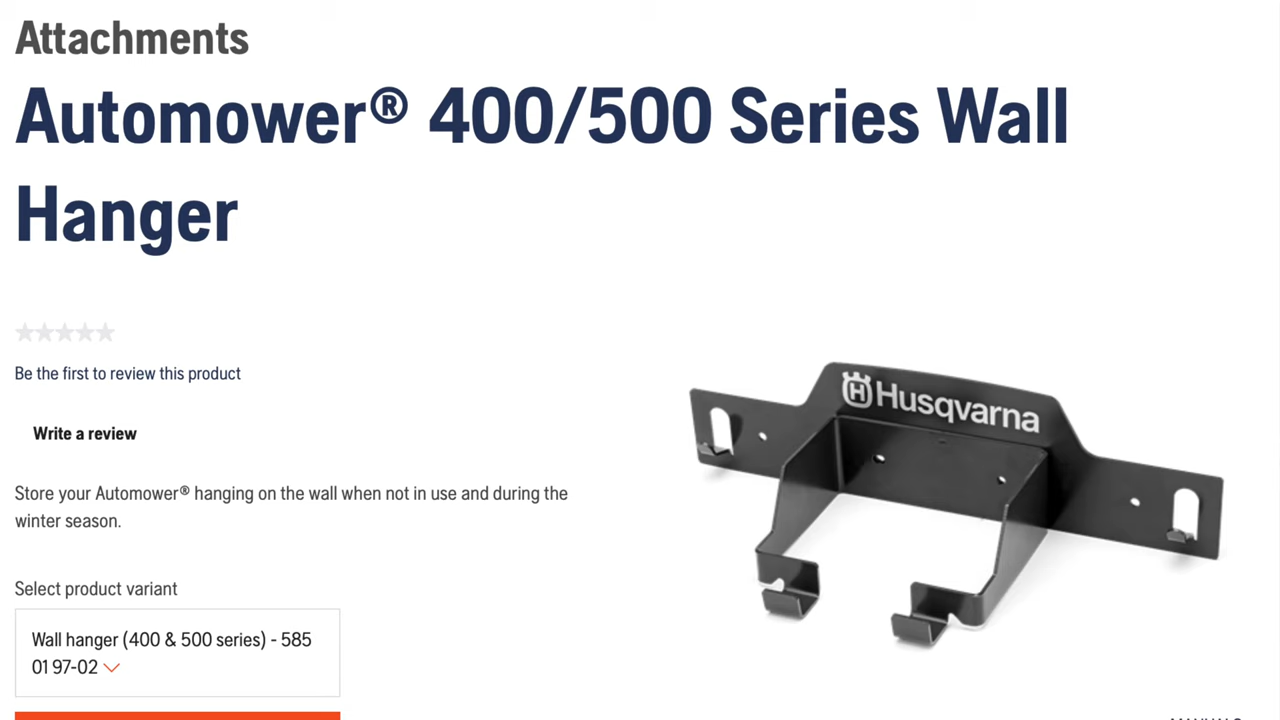 Attachments
Automower® 400/500 Series Wall
Hanger
Be the first to review this product
Write a review
Store your Automower® hanging on the wall when not in use and during the
winter season.
Select product variant
Wall hanger (400 & 500 series) - 585
01 97-02
H Husqvarna